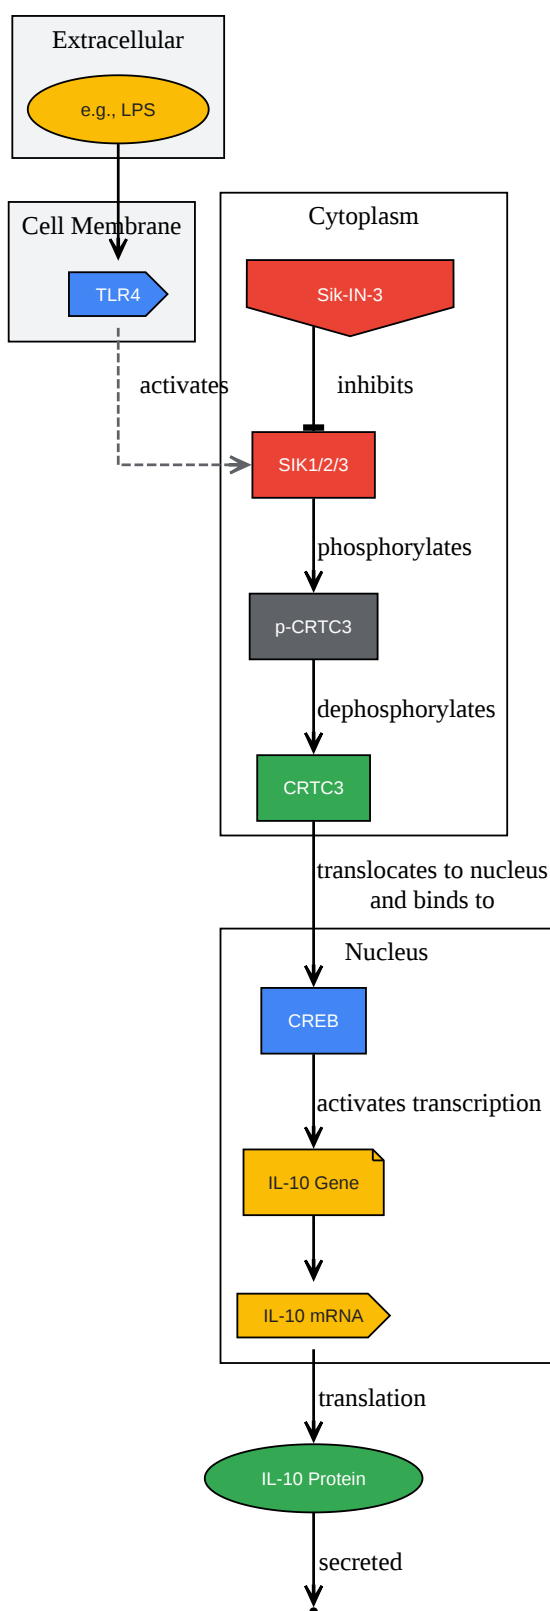 Extracellular
e.g., LPS
Cell Membrane
TLR4
Cytoplasm
Sik-IN-3
activates
inhibits
SIK1/2/3
phosphorylates
p-CRTC3
dephosphorylates
CRTC3
translocates to nucleus
and binds to
Nucleus
CREB
activates transcription
IL-10 Gene
IL-10 mRNA
translation
IL-10 Protein
secreted